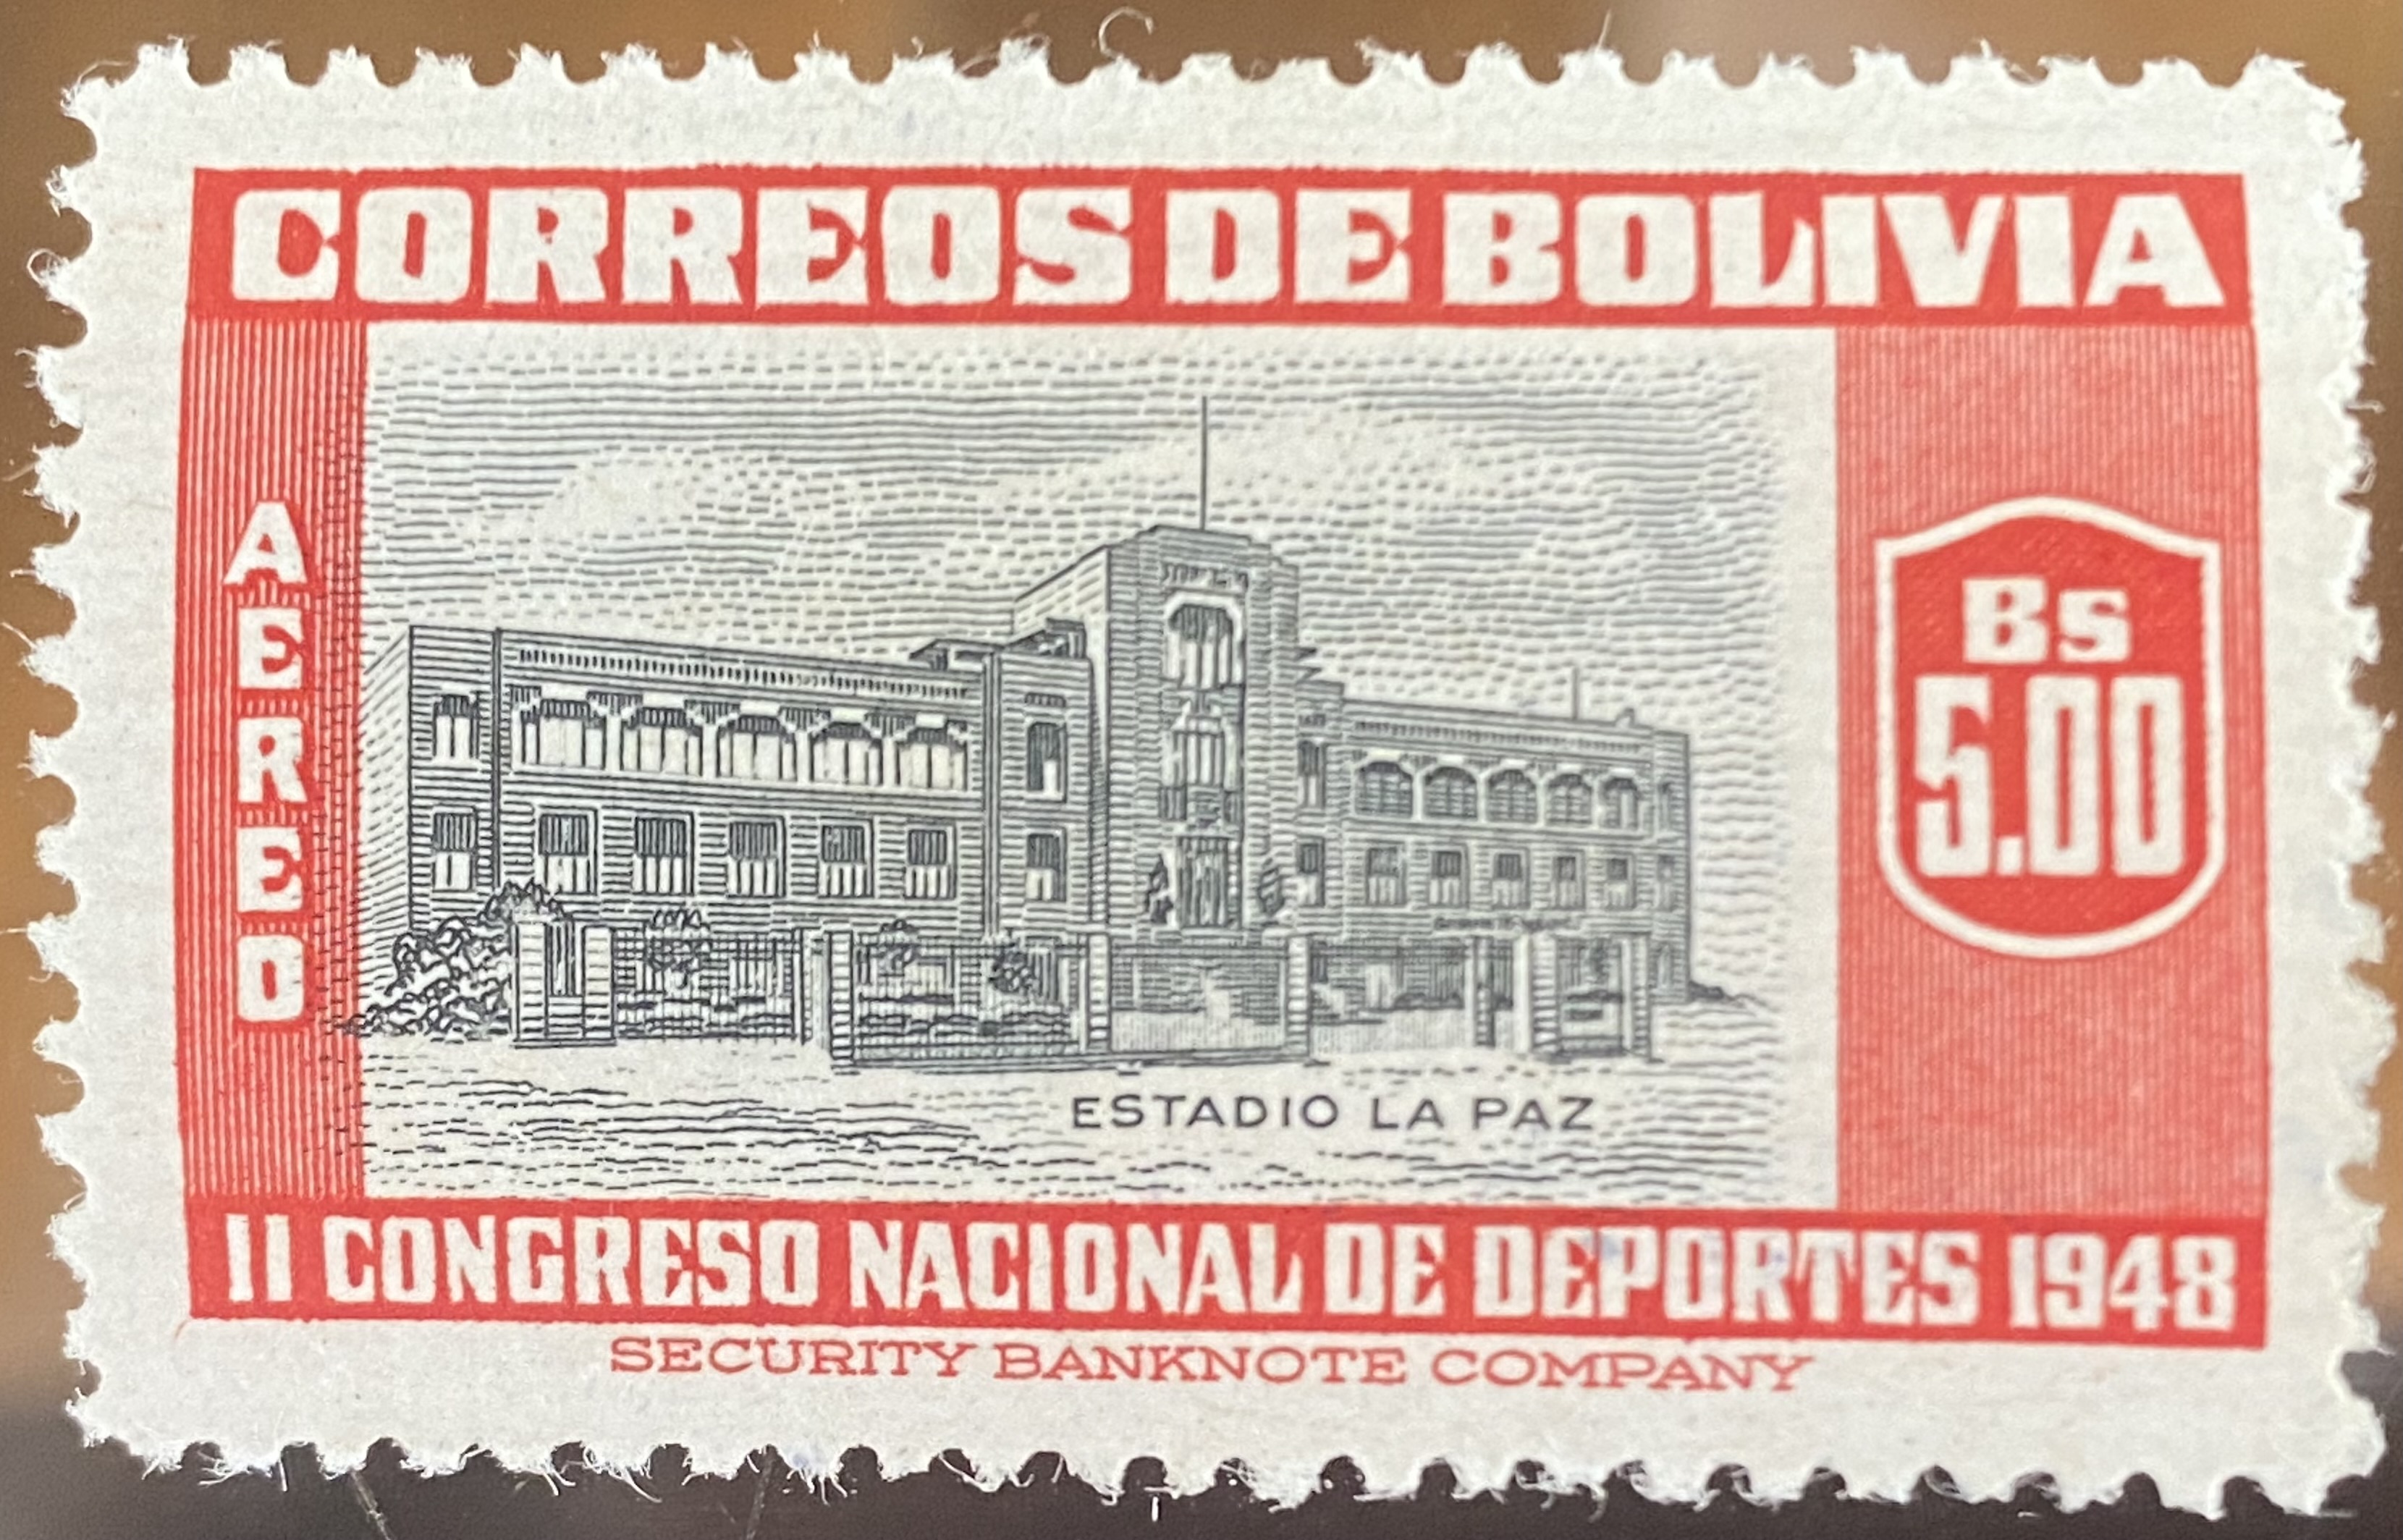 CORREOS DE BOLIVIA
AEREO
Bs
5.00
ESTADIO LA PAZ
II CONGRESO NACIONAL DE DEPORTES 1948
SECURITY BANKNOTE COMPANY